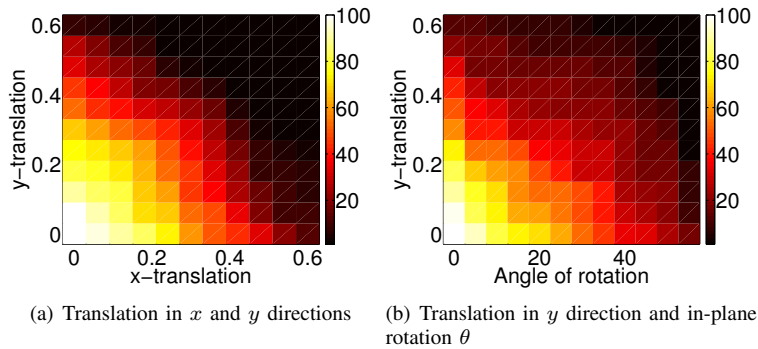 0.6
0.4
0.2
0
y−translation
0 0.2 0.4 0.6
x−translation
100
80
60
40
20
(a) Translation in x and y directions
0.6
0.4
0.2
0
y−translation
0 20 40
Angle of rotation
100
80
60
40
20
(b) Translation in y direction and in-plane
rotation θ